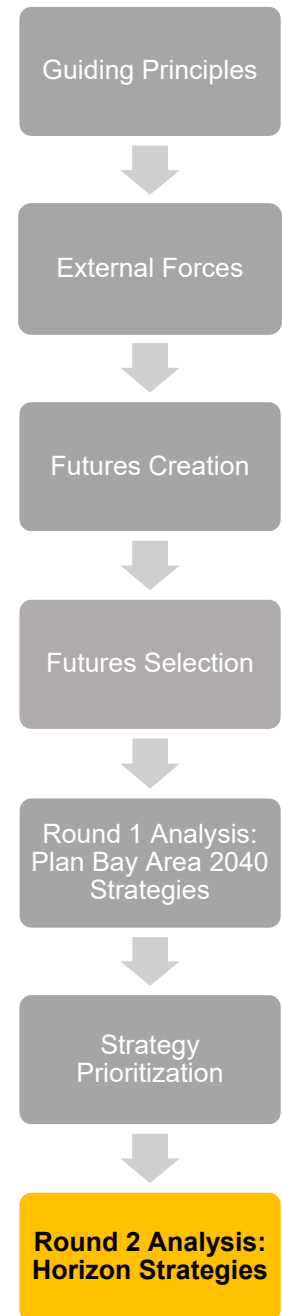 Guiding Principles
External Forces
Futures Creation
Futures Selection
Round 1 Analysis:
Plan Bay Area 2040
Strategies
Strategy
Prioritization
Round 2 Analysis:
Horizon Strategies